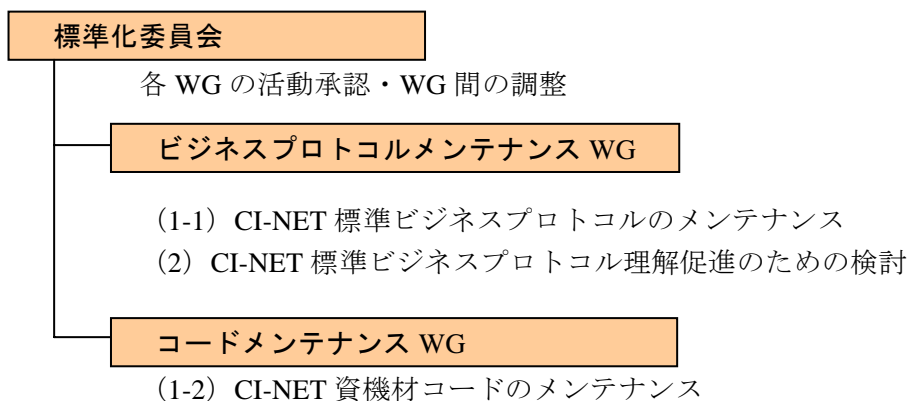 標準化委員会
各 WG の活動承認・WG 間の調整
ビジネスプロトコルメンテナンス WG
（1-1）CI-NET 標準ビジネスプロトコルのメンテナンス
（2）CI-NET 標準ビジネスプロトコル理解促進のための検討
コードメンテナンス WG
（1-2）CI-NET 資機材コードのメンテナンス